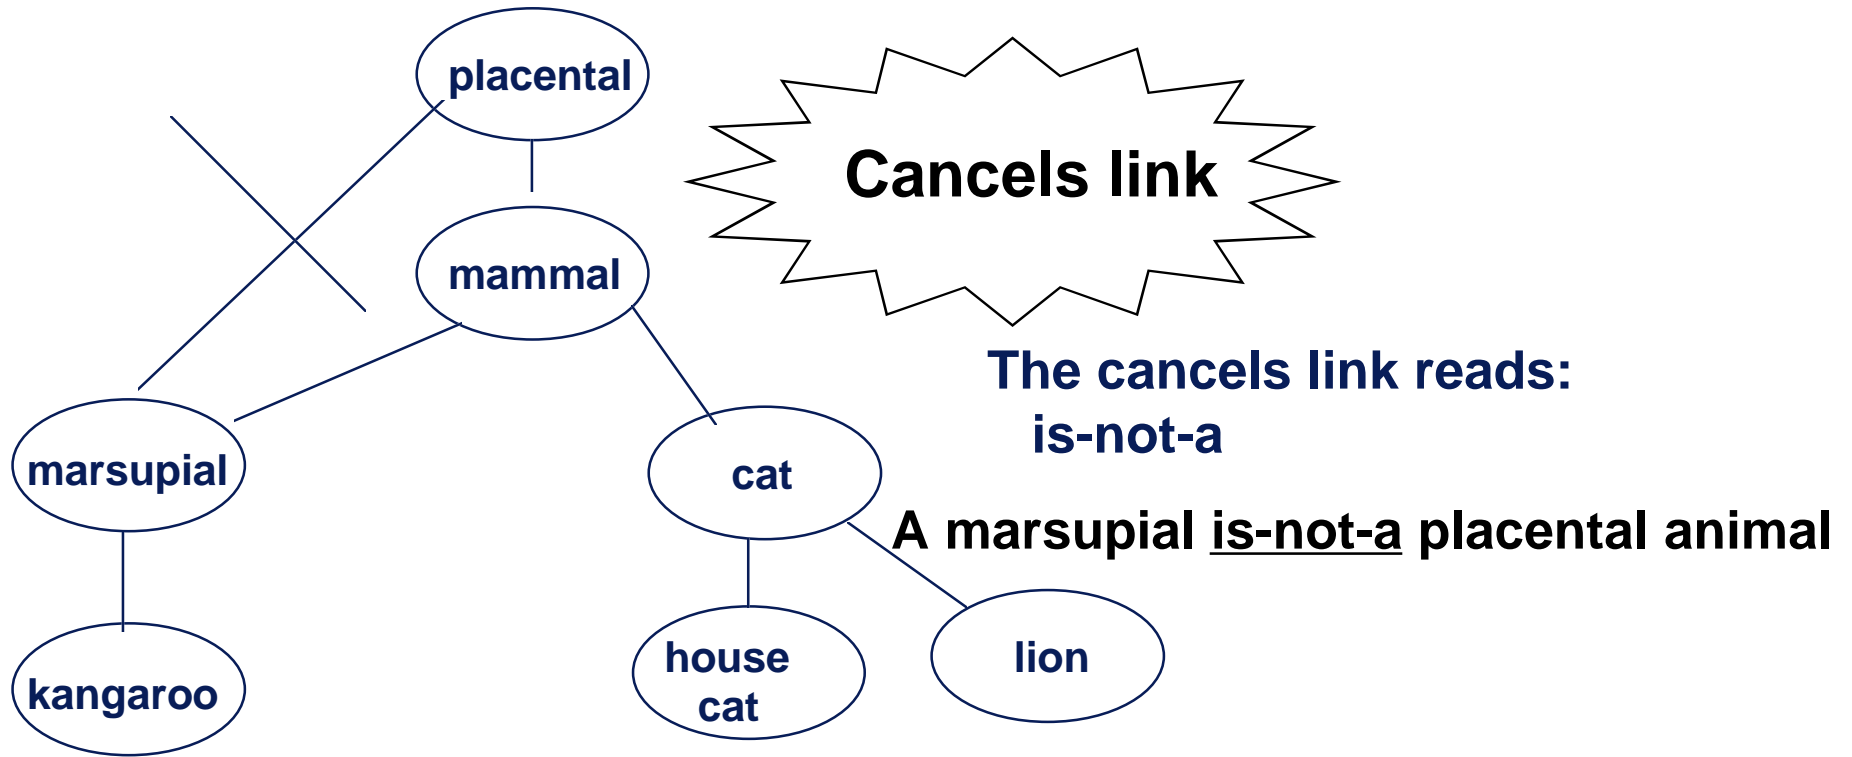 placental
Cancels link
mammal
The cancels link reads:
is-not-a
marsupial
cat
A marsupial is-not-a placental animal
kangaroo
house
cat
lion